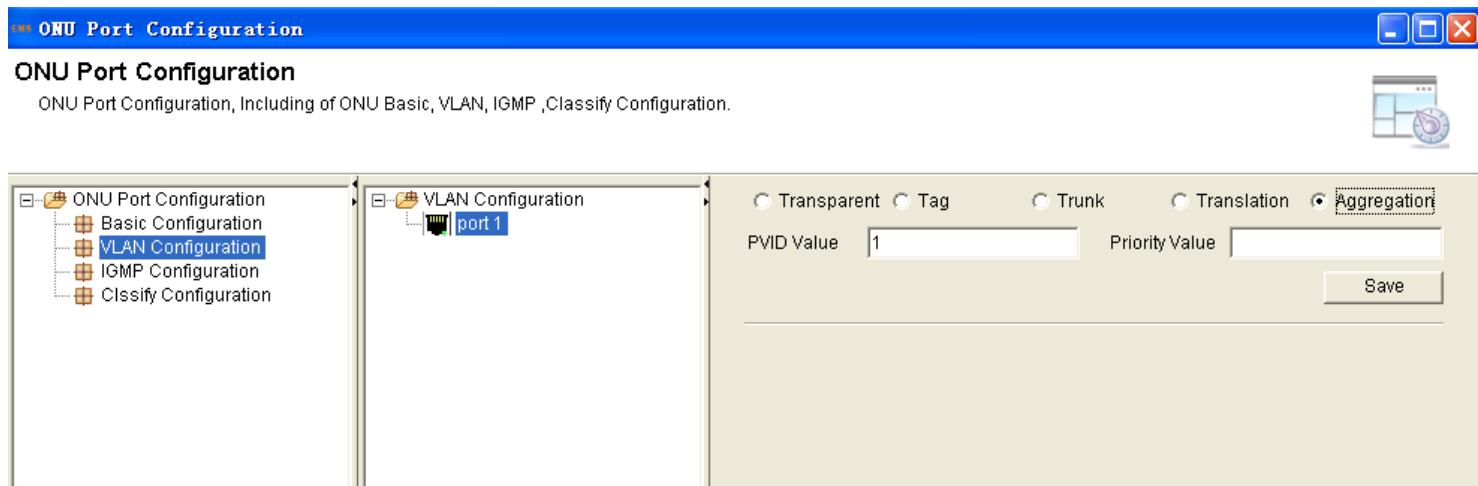 EMS ONU Port Configuration
ONU Port Configuration
ONU Port Configuration, Including of ONU Basic, VLAN, IGMP ,Classify Configuration.
ONU Port Configuration
Basic Configuration
VLAN Configuration
IGMP Configuration
Clssify Configuration
VLAN Configuration
port 1
Transparent Tag Trunk Translation Aggregation
PVID Value 1 Priority Value
Save